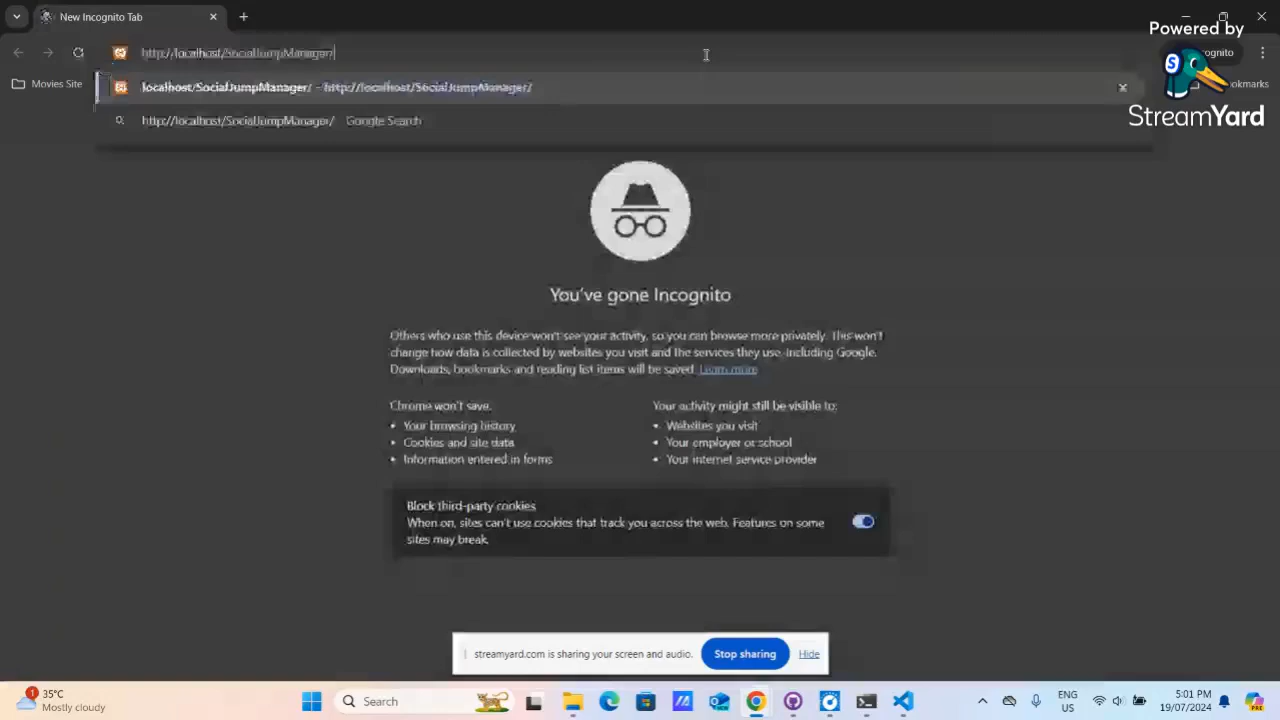 New Incognito Tab
Powered by
http://localhost/SocialJumpManager/
ognito
Movies Site
localhost/SocialJumpManager/ - http://localhost/SocialJumpManager/
okmarks
StreamYard
http://localhost/SocialJumpManager/ Google Search
You've gone Incognito
Others who use this device won't see your activity, so you can browse more privately. This won't
change how data is collected by websites you visit and the services they use, including Google.
Downloads, bookmarks and reading list items will be saved. Learn more
Chrome won't save:
• Your browsing history
• Cookies and site data
• Information entered in forms
Your activity might still be visible to:
• Websites you visit
• Your employer or school
• Your internet service provider
Block third-party cookies
When on, sites can't use cookies that track you across the web. Features on some
sites may break.
streamyard.com is sharing your screen and audio. Stop sharing Hide
1
35°C
Mostly cloudy
Search
ENG
US
5:01 PM
19/07/2024